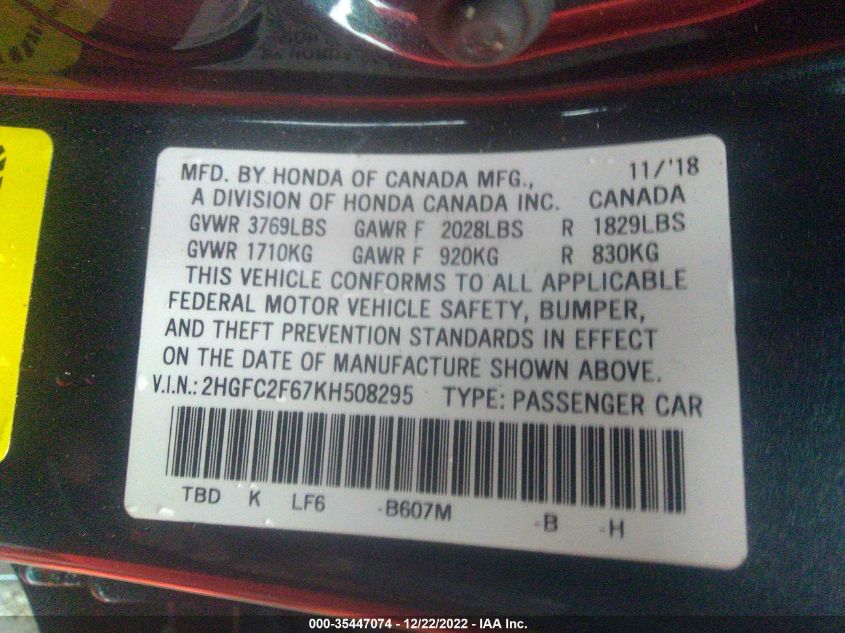 MFD. BY HONDA OF CANADA MFG., 11/'18
A DIVISION OF HONDA CANADA INC. CANADA
GVWR 3769LBS GAWR F 2028LBS R 1829LBS
GVWR 1710KG GAWR F 920KG R 830KG
THIS VEHICLE CONFORMS TO ALL APPLICABLE
FEDERAL MOTOR VEHICLE SAFETY, BUMPER,
AND THEFT PREVENTION STANDARDS IN EFFECT
ON THE DATE OF MANUFACTURE SHOWN ABOVE.
V.I.N.: 2HGFC2F67KH508295 TYPE: PASSENGER CAR
TBD K LF6 -B607M -B -H
000-35447074 - 12/22/2022 - IAA Inc.